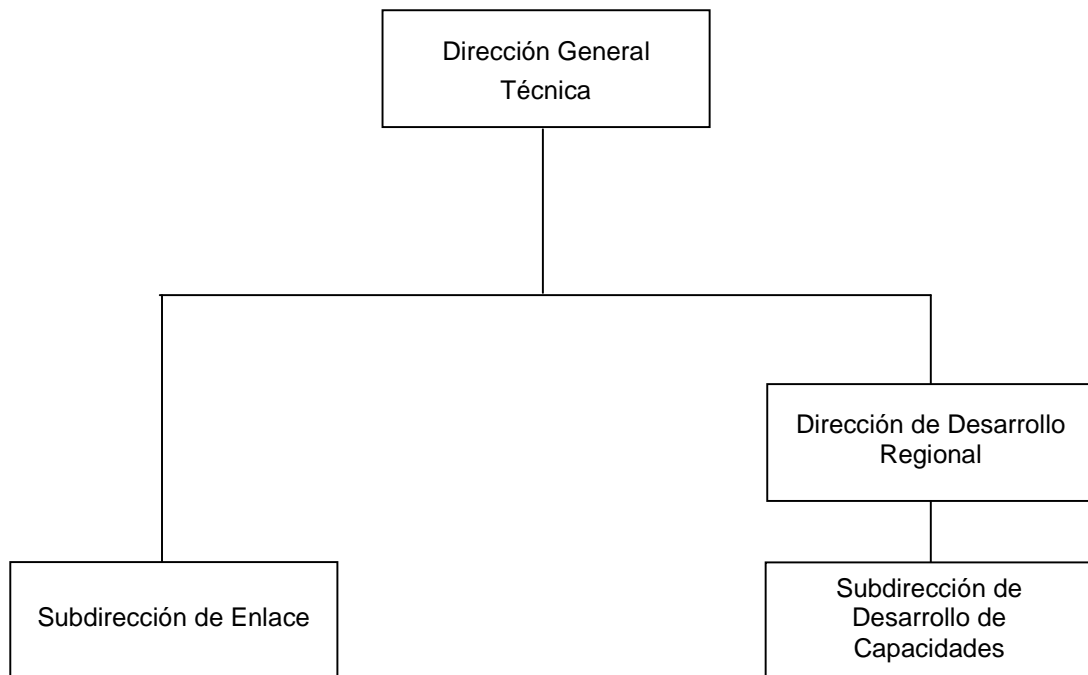 Dirección General
Técnica
Dirección de Desarrollo
Regional
Subdirección de Enlace
Subdirección de
Desarrollo de
Capacidades